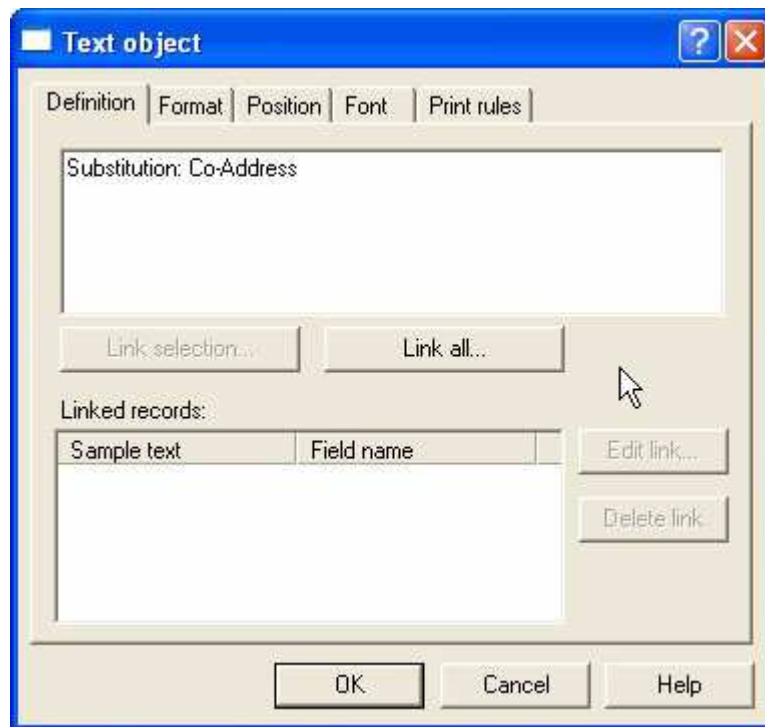 Text object
Definition Format Position Font Print rules
Substitution: Co-Address
Link selection... Link all...
Linked records:
Sample text Field name
Edit link...
Delete link
OK Cancel Help